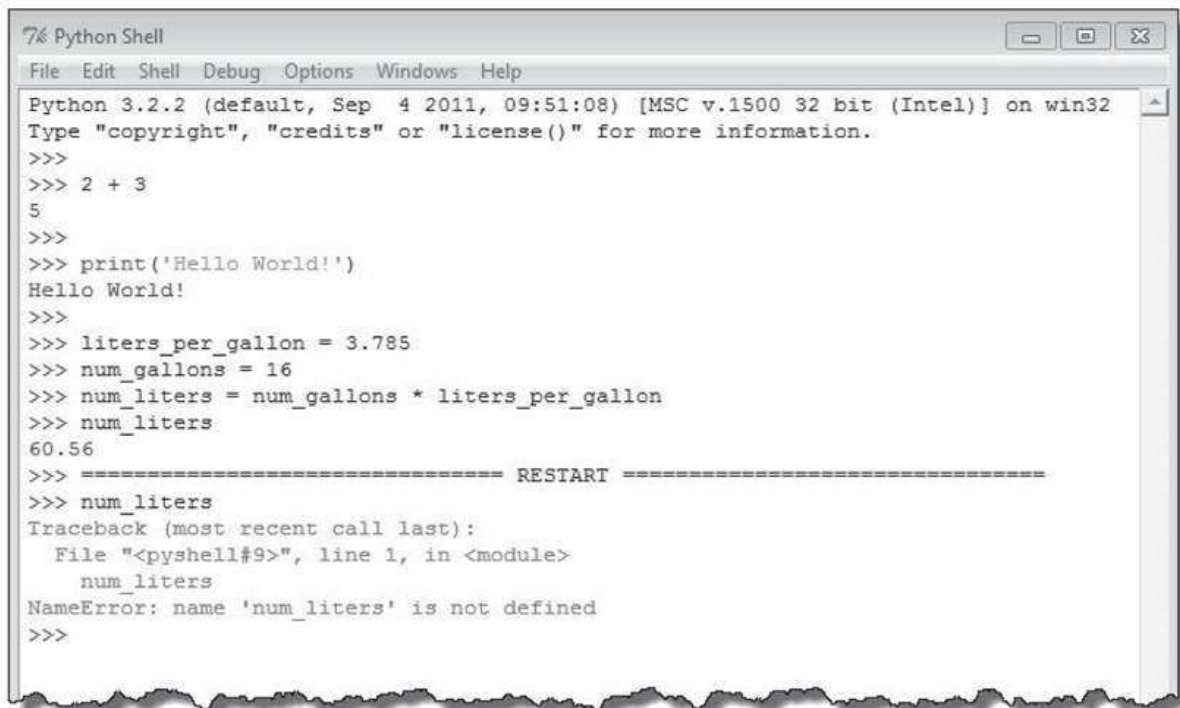 Python Shell
File Edit Shell Debug Options Windows Help
Python 3.2.2 (default, Sep  4 2011, 09:51:08) [MSC v.1500 32 bit (Intel)] on win32
Type "copyright", "credits" or "license()" for more information.
>>>
>>> 2 + 3
5
>>>
>>> print('Hello World!')
Hello World!
>>>
>>> liters_per_gallon = 3.785
>>> num_gallons = 16
>>> num_liters = num_gallons * liters_per_gallon
>>> num_liters
60.56
>>> ================================ RESTART ================================
>>> num_liters
Traceback (most recent call last):
  File "<pyshell#9>", line 1, in <module>
    num_liters
NameError: name 'num_liters' is not defined
>>>